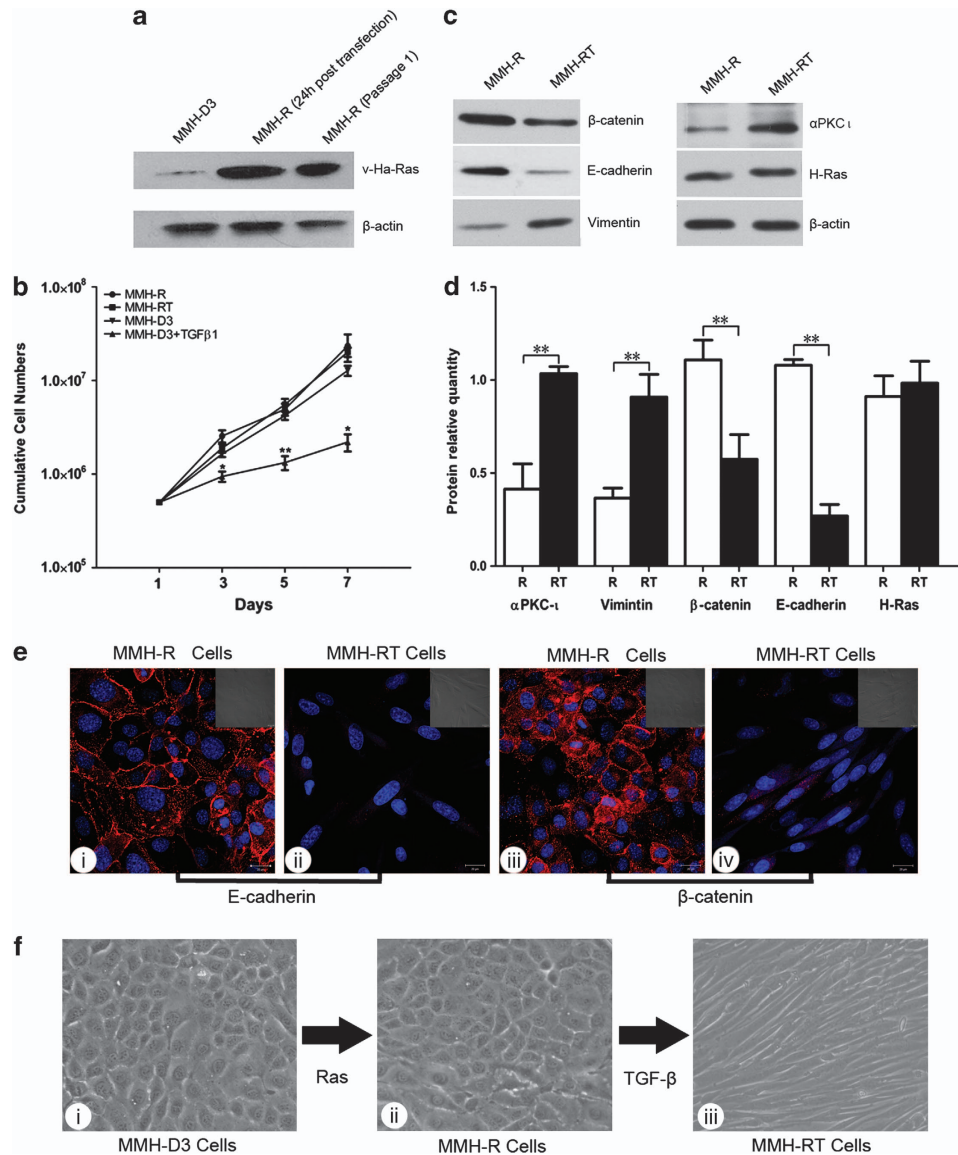 a
MMH-D3
MMH-R (24h post transfection)
MMH-R (Passage 1)
v-Ha-Ras
β-actin
c
MMH-R
MMH-RT
β-catenin
E-cadherin
Vimentin
MMH-R
MMH-RT
αPKC ι
H-Ras
β-actin
b
MMH-R
MMH-RT
MMH-D3
MMH-D3+TGFβ1
Cumulative Cell Numbers
1.0×10⁸
1.0×10⁷
1.0×10⁶
1.0×10⁵
* ** *
1 3 5 7
Days
d
Protein relative quantity
1.0
0.5
0.0
** ** ** **
R RT R RT R RT R RT R RT
αPKC-ι Vimintin β-catenin E-cadherin H-Ras
e
MMH-R Cells MMH-RT Cells MMH-R Cells MMH-RT Cells
i ii iii iv
E-cadherin β-catenin
f
Ras TGF-β
i ii iii
MMH-D3 Cells MMH-R Cells MMH-RT Cells